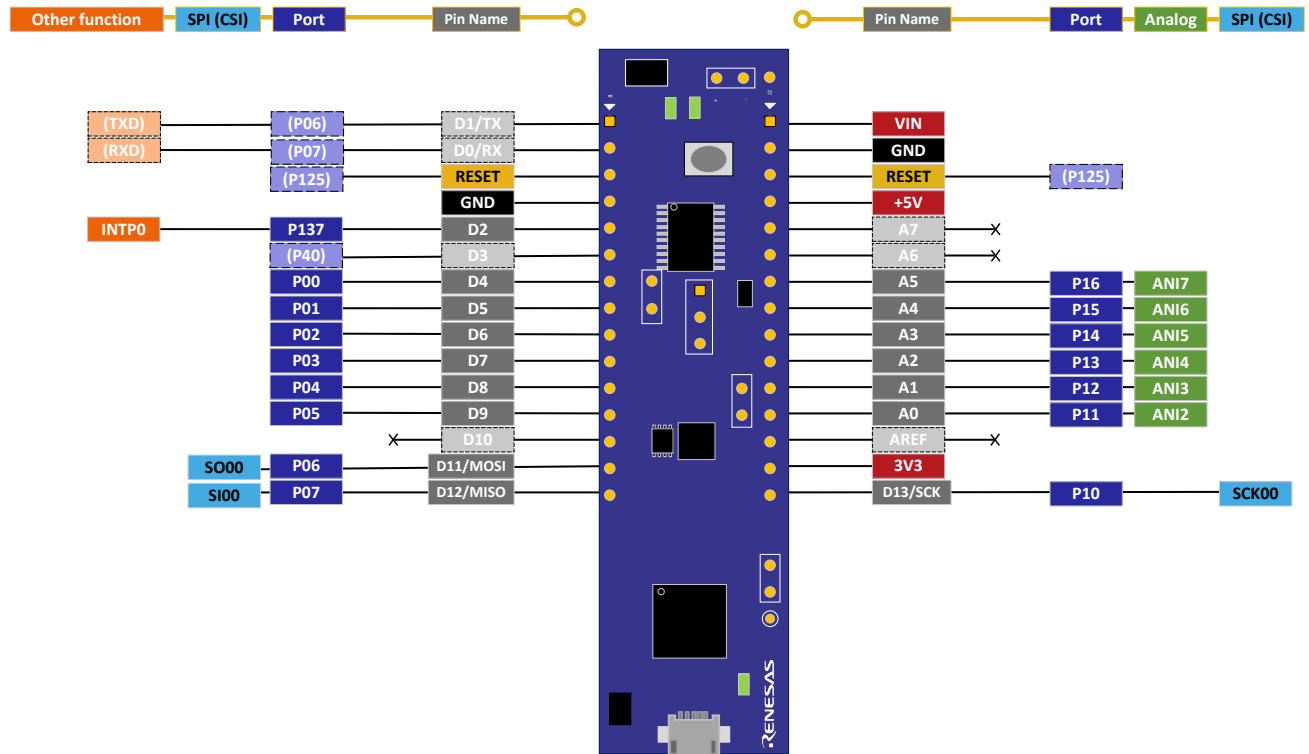 Other function SPI (CSI) Port Pin Name Pin Name Port Analog SPI (CSI)
(TXD) (P06) D1/TX VIN
(RXD) (P07) D0/RX GND
(P125) RESET RESET (P125)
GND +5V
INTP0 P137 D2 A7
(P40) D3 A6
P00 D4 A5 P16 ANI7
P01 D5 A4 P15 ANI6
P02 D6 A3 P14 ANI5
P03 D7 A2 P13 ANI4
P04 D8 A1 P12 ANI3
P05 D9 A0 P11 ANI2
D10 AREF
SO00 P06 D11/MOSI 3V3
SI00 P07 D12/MISO D13/SCK P10 SCK00
RENESAS